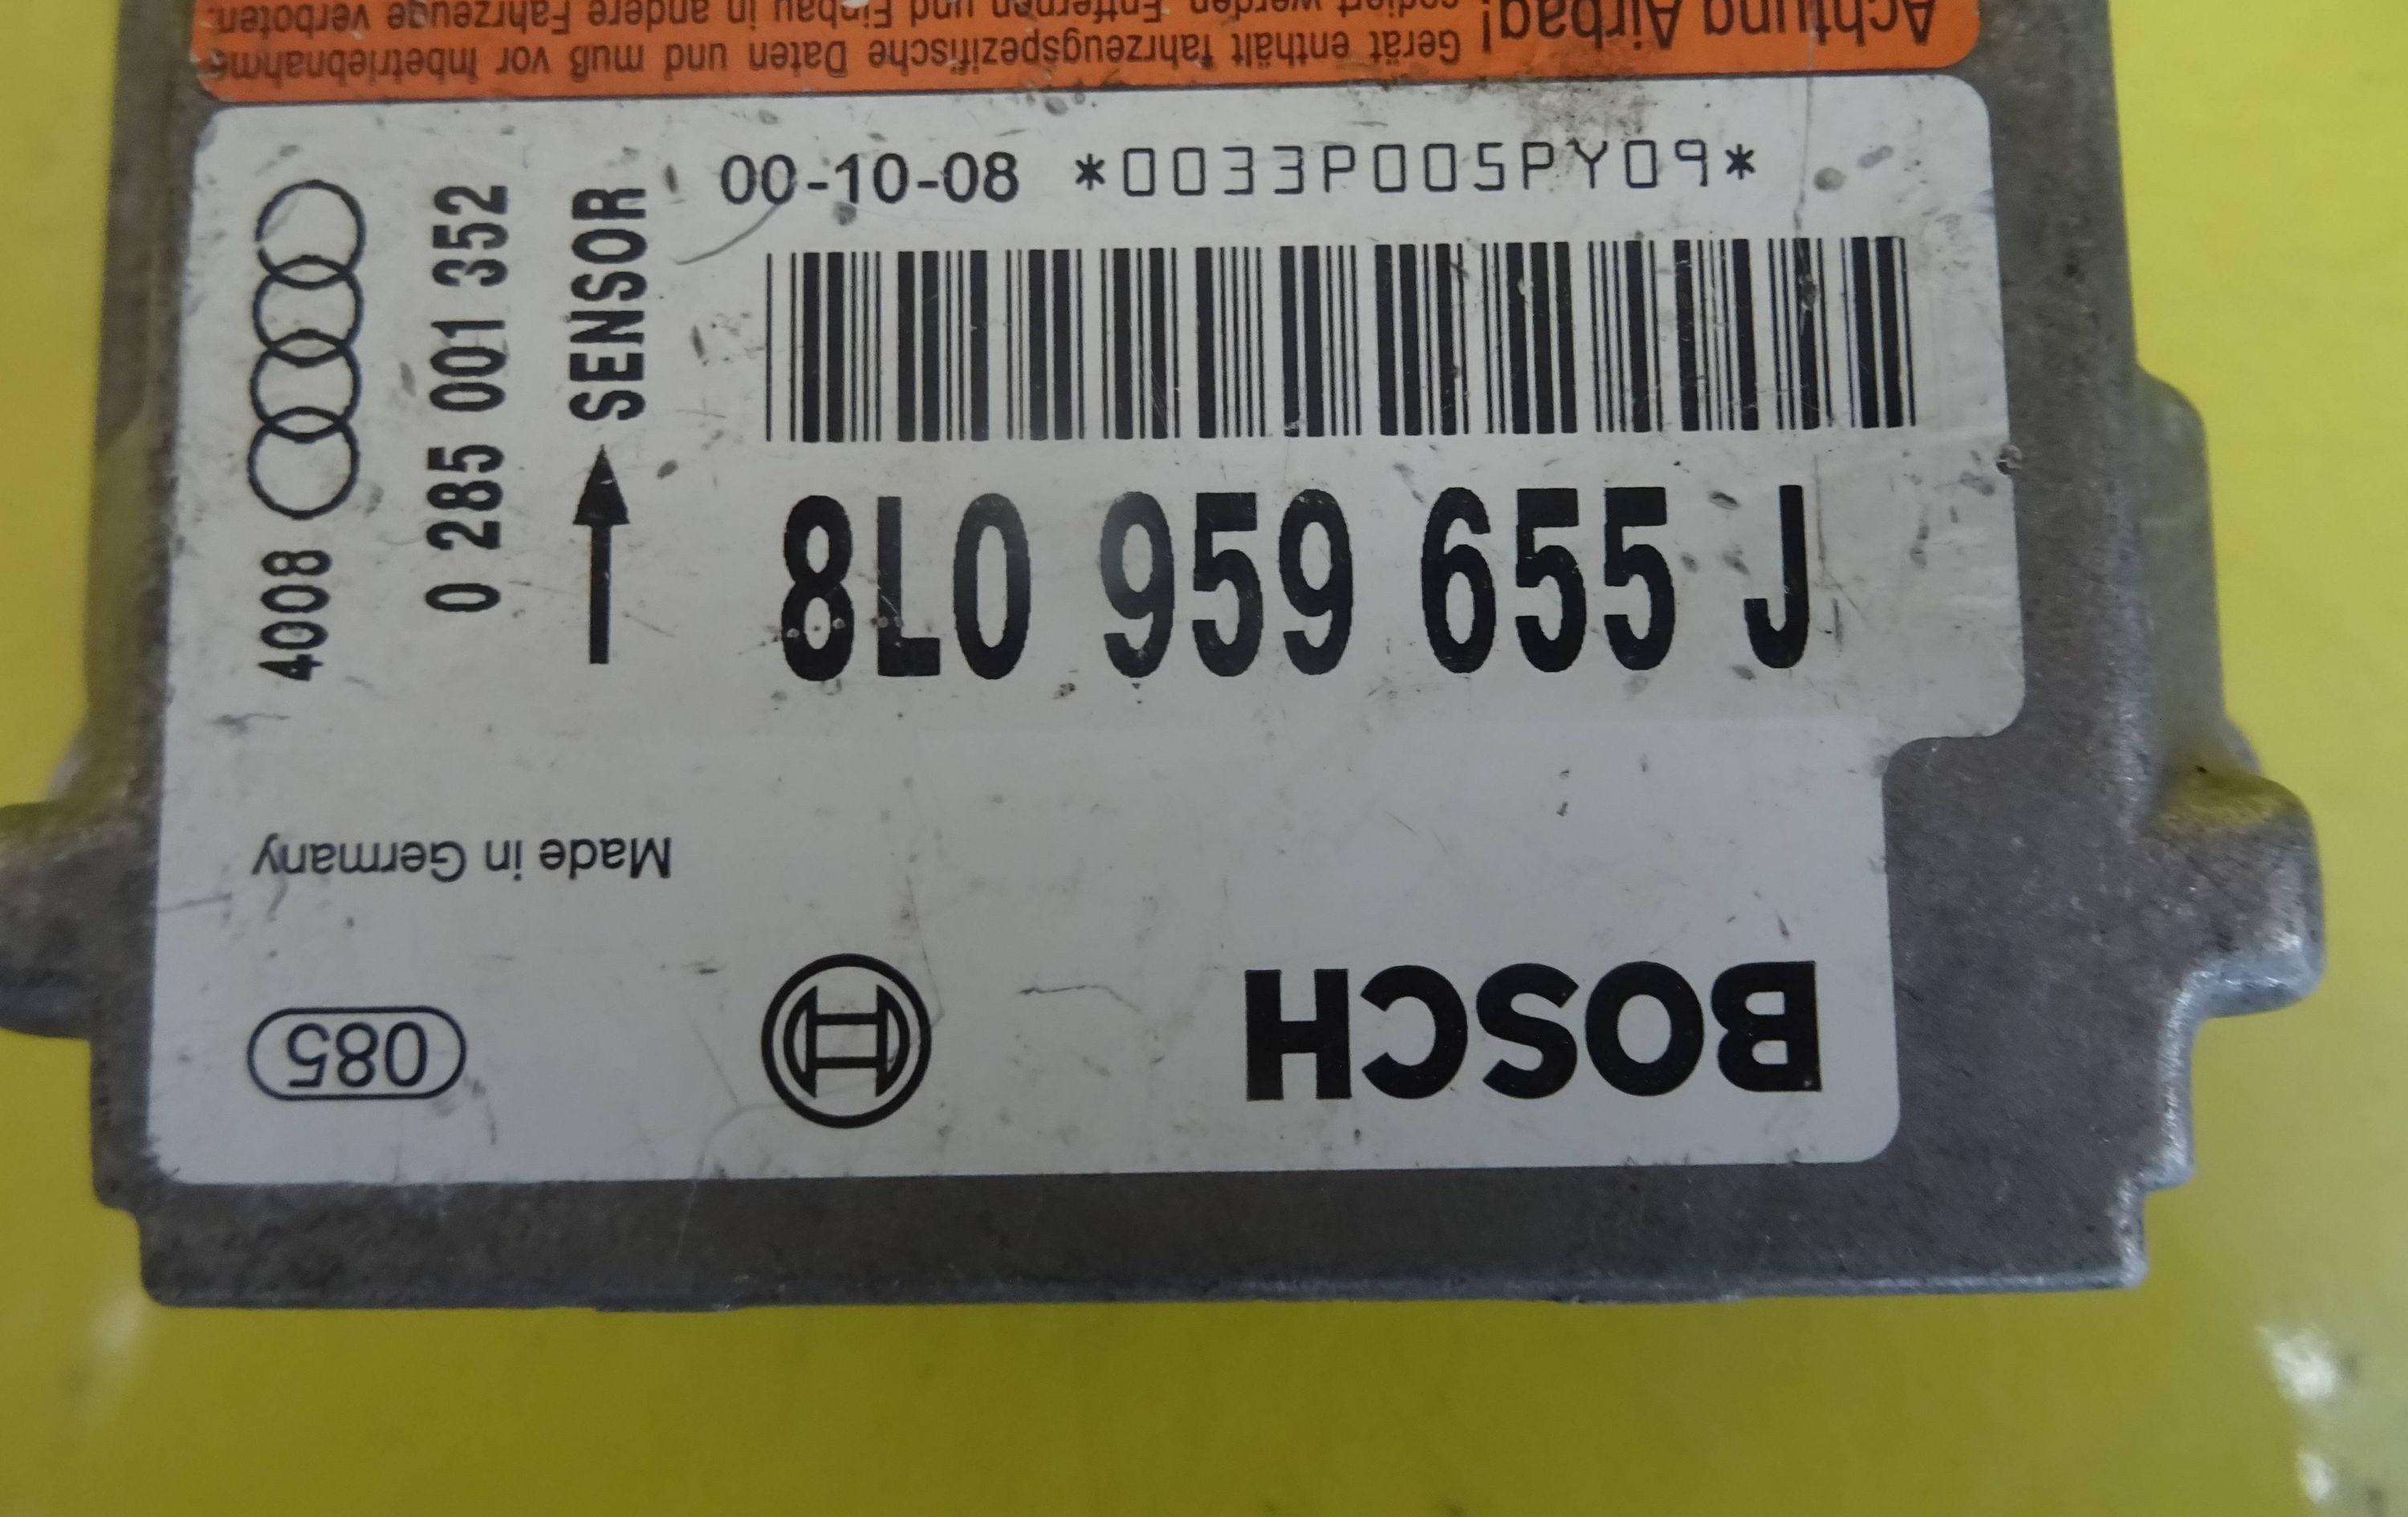 Achtung Airbag!
Gerät enthält fahrzeugspezifische Daten und muß vor Inbetriebnahme
codiert werden. Entfernen und Einbau in andere Fahrzeuge verboten.
00-10-08 *0033P005PY09*
4008
0 285 001 352
SENSOR
8L0 959 655 J
Made in Germany
085
BOSCH